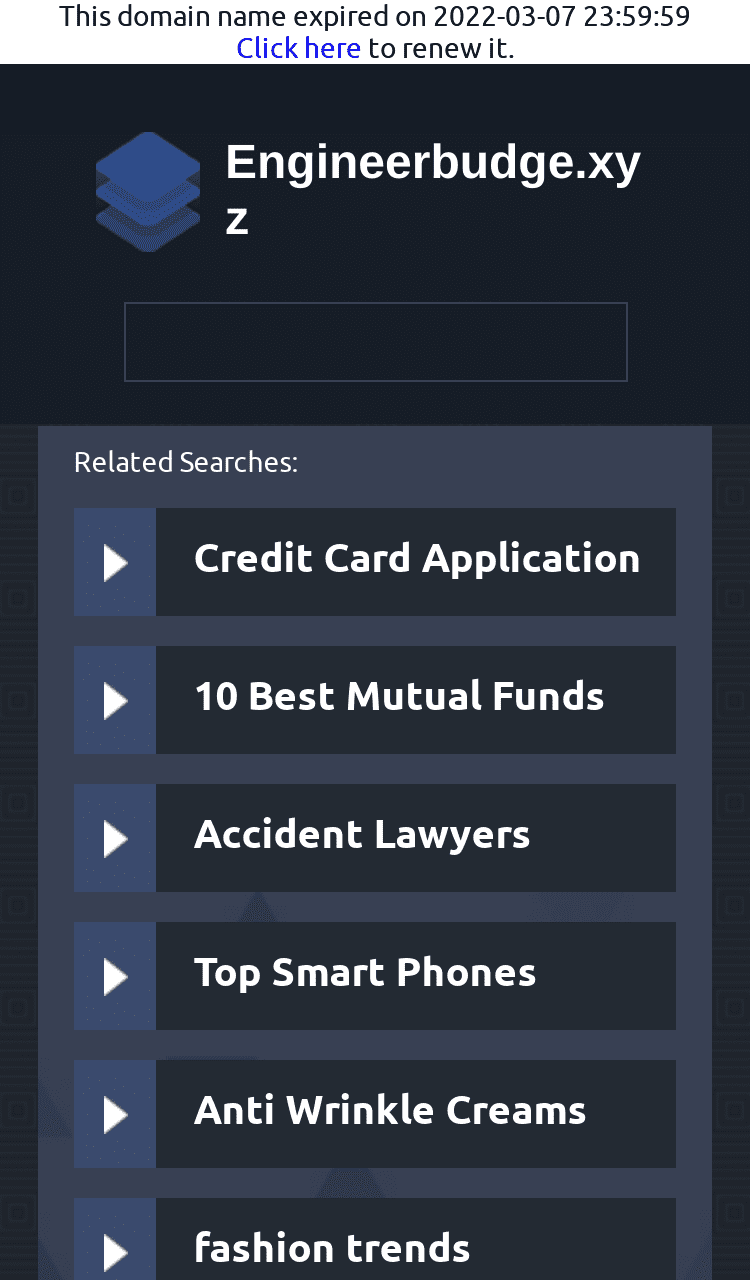 This domain name expired on 2022-03-07 23:59:59
Click here to renew it.
Engineerbudge.xy
z
Related Searches:
Credit Card Application
10 Best Mutual Funds
Accident Lawyers
Top Smart Phones
Anti Wrinkle Creams
fashion trends